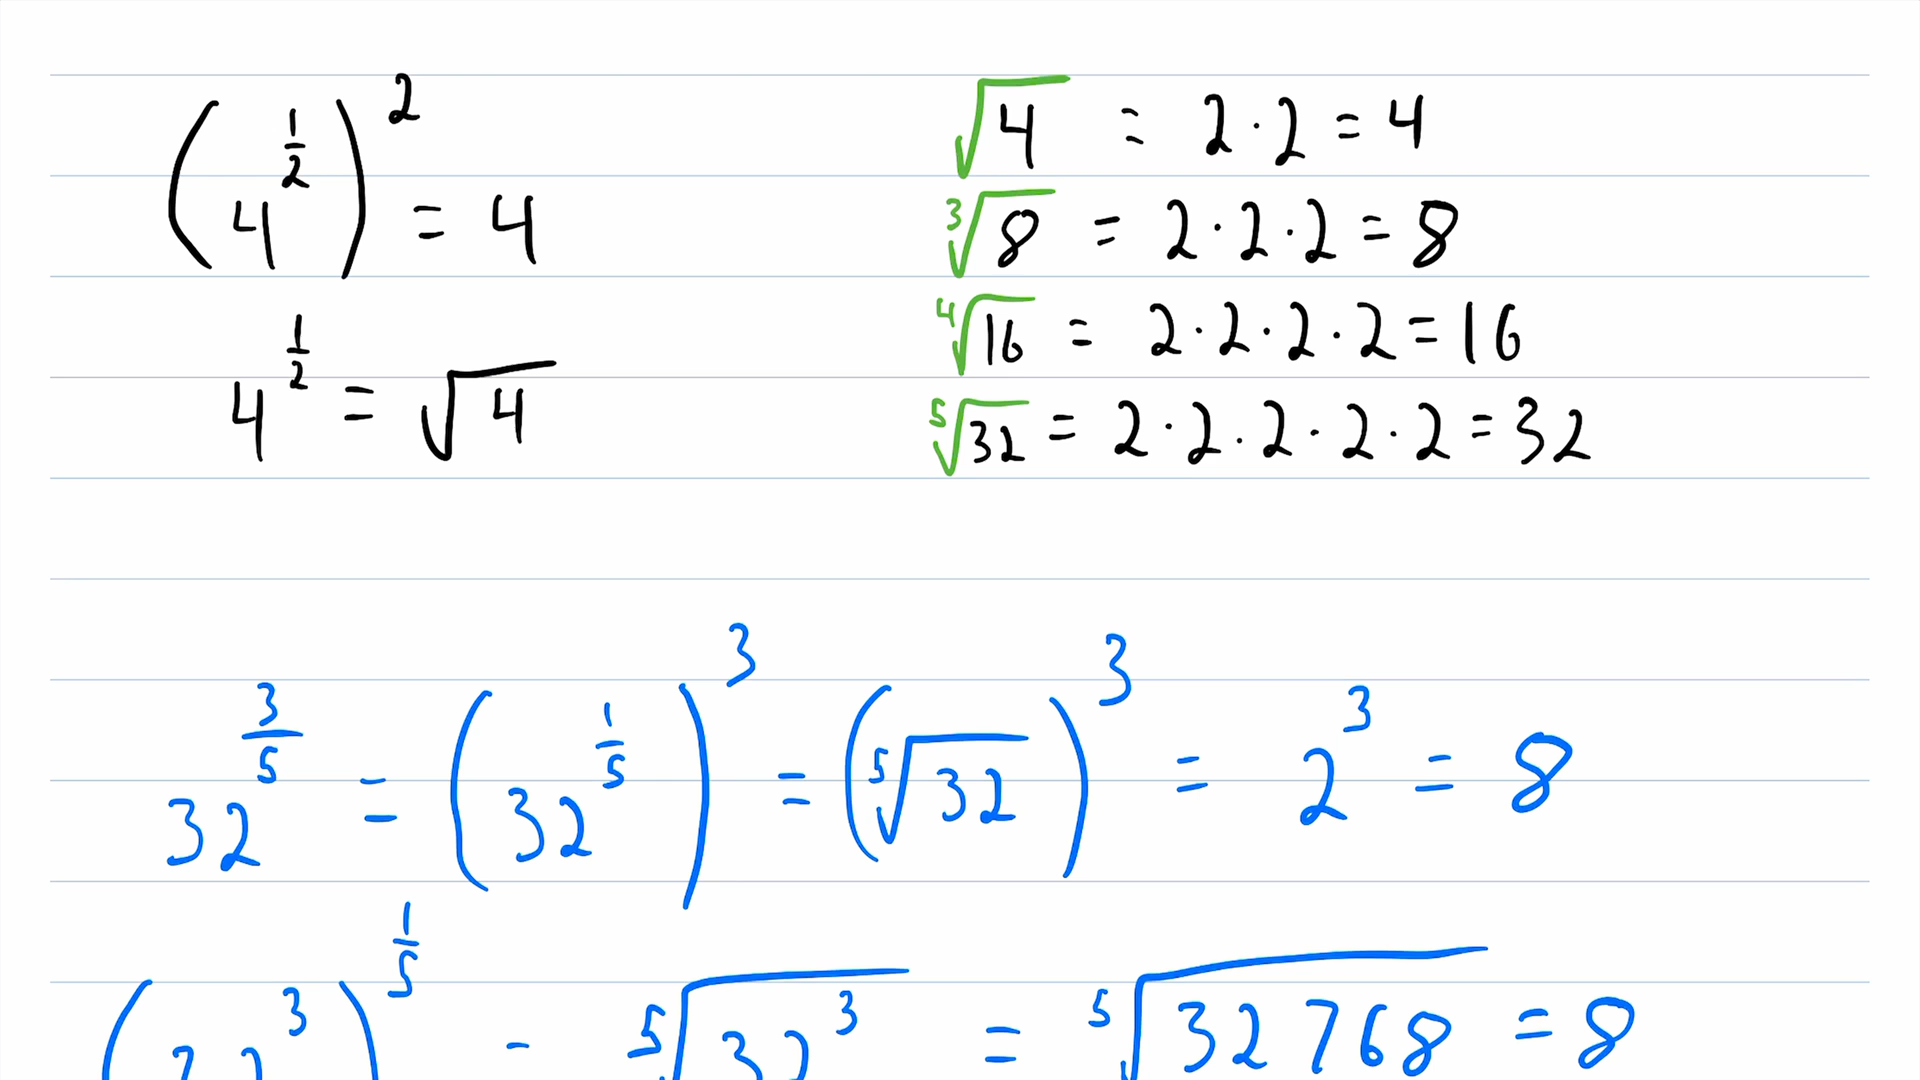 (4^{1/2})^2 = 4
4^{1/2} = √4
√4 = 2·2 = 4
∛8 = 2·2·2 = 8
∜16 = 2·2·2·2 = 16
⁵√32 = 2·2·2·2·2 = 32
32^{3/5} = (32^{1/5})^3 = (⁵√32)^3 = 2^3 = 8
(32^3)^{1/5} = ⁵√32^3 = ⁵√32768 = 8